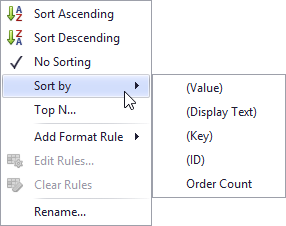 Sort Ascending
Sort Descending
No Sorting
Sort by
Top N...
Add Format Rule
Edit Rules...
Clear Rules
Rename...
(Value)
(Display Text)
(Key)
(ID)
Order Count